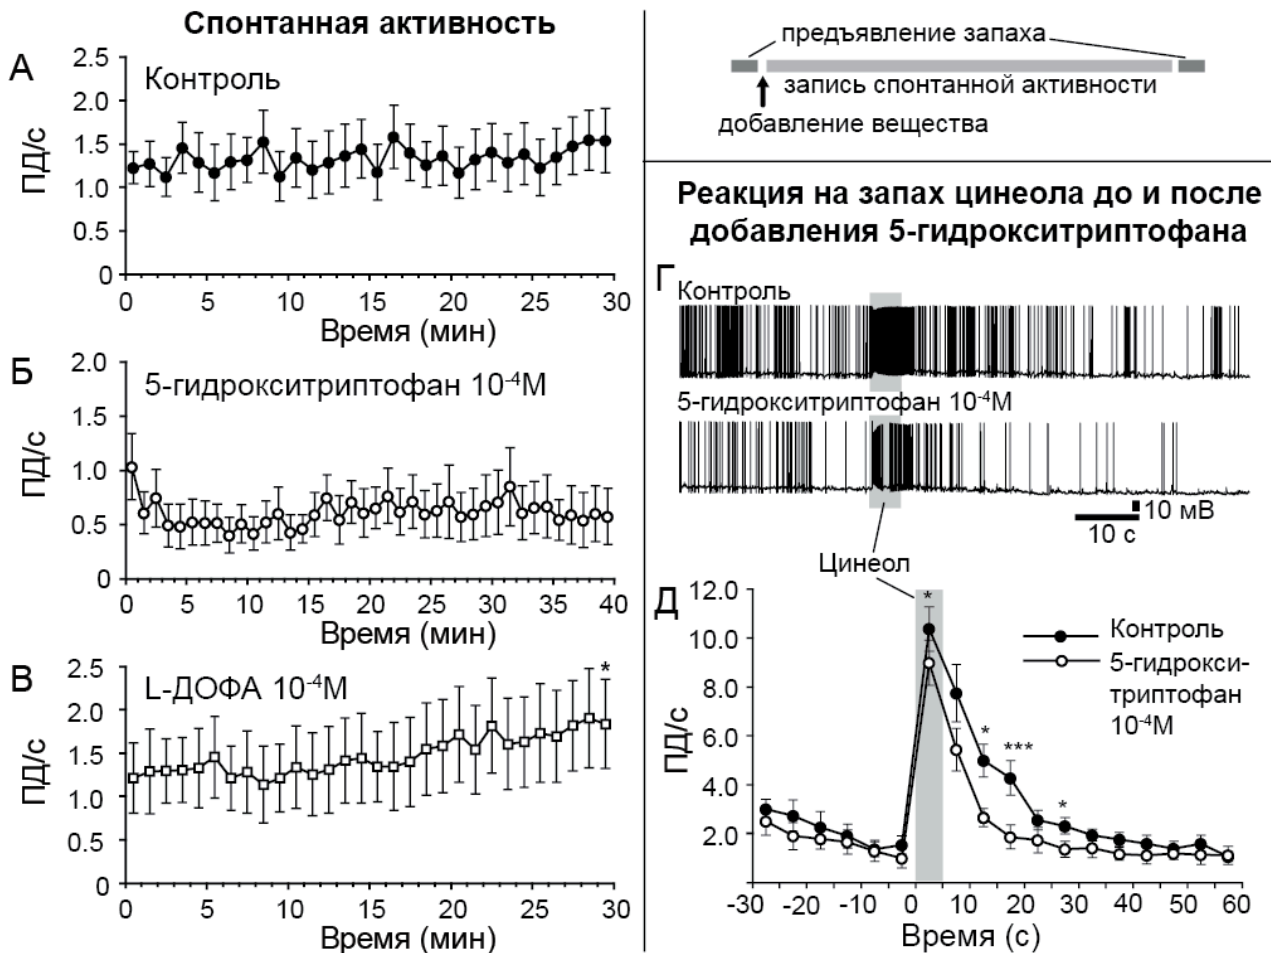 Спонтанная активность
А
Контроль
ПД/с
2.5
2.0
1.5
1.0
0.5
0
0 5 10 15 20 25 30
Время (мин)
Б
5-гидрокситриптофан 10⁻⁴М
ПД/с
2.0
1.0
0.5
0
0 5 10 15 20 25 30 35 40
Время (мин)
В
L-ДОФА 10⁻⁴М
*
ПД/с
2.5
2.0
1.5
1.0
0.5
0
0 5 10 15 20 25 30
Время (мин)
предъявление запаха
запись спонтанной активности
добавление вещества
Реакция на запах цинеола до и после
добавления 5-гидрокситриптофана
Г
Контроль
5-гидрокситриптофан 10⁻⁴М
10 мВ
10 с
Цинеол
Д
ПД/с
12.0
10.0
8.0
6.0
4.0
2.0
*
*
***
*
Контроль
5-гидрокси-
триптофан
10⁻⁴М
-30 -20 -10 0 10 20 30 40 50 60
Время (с)